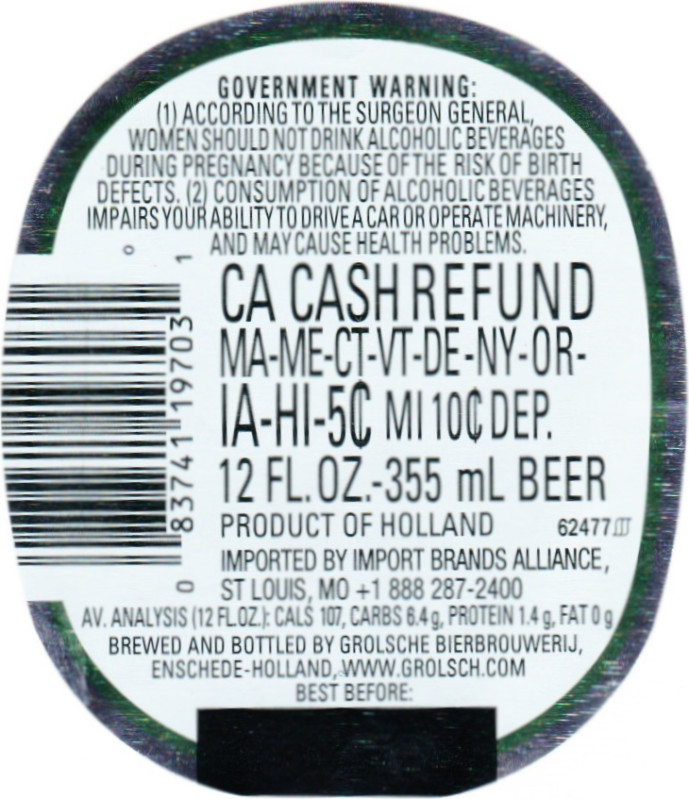 GOVERNMENT WARNING:
(1) ACCORDING TO THE SURGEON GENERAL,
WOMEN SHOULD NOT DRINK ALCOHOLIC BEVERAGES
DURING PREGNANCY BECAUSE OF THE RISK OF BIRTH
DEFECTS. (2) CONSUMPTION OF ALCOHOLIC BEVERAGES
IMPAIRS YOUR ABILITY TO DRIVE A CAR OR OPERATE MACHINERY,
AND MAY CAUSE HEALTH PROBLEMS.
0 83741 19703 1
CA CASH REFUND
MA-ME-CT-VT-DE-NY-OR-
IA-HI-5¢ MI 10¢ DEP.
12 FL. OZ.-355 mL BEER
PRODUCT OF HOLLAND 62477
IMPORTED BY IMPORT BRANDS ALLIANCE,
ST LOUIS, MO +1 888 287-2400
AV. ANALYSIS (12 FL.OZ.): CALS 107, CARBS 6.4 g, PROTEIN 1.4 g, FAT 0 g
BREWED AND BOTTLED BY GROLSCHE BIERBROUWERIJ,
ENSCHEDE-HOLLAND, WWW.GROLSCH.COM
BEST BEFORE: